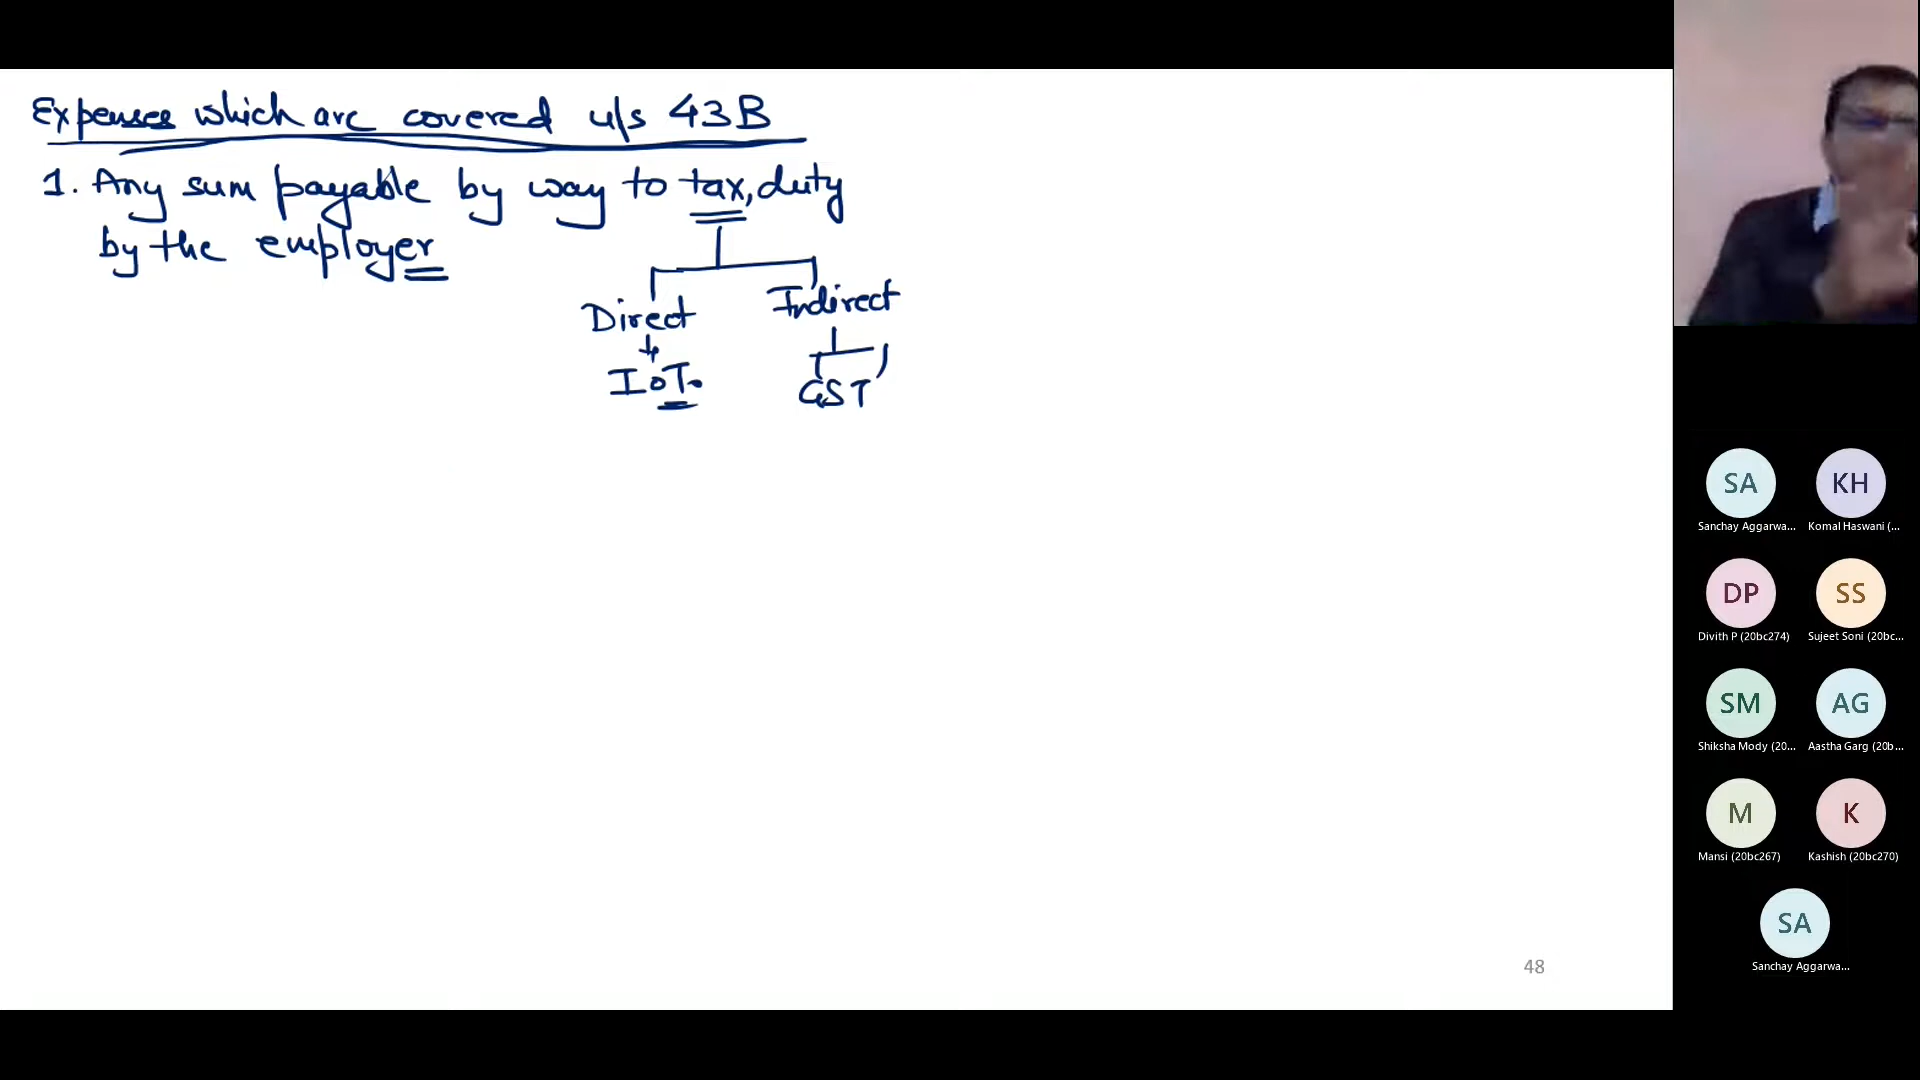 Expenses which are covered u/s 43B
1. Any sum payable by way to tax, duty
by the employer
Direct
Indirect
I.T.
GST
48
SA
KH
Sanchay Aggarwa...
Komal Haswani (...
DP
SS
Divith P (20bc274)
Sujeet Soni (20bc...
SM
AG
Shiksha Mody (20...
Aastha Garg (20b...
M
K
Mansi (20bc267)
Kashish (20bc270)
SA
Sanchay Aggarwa...